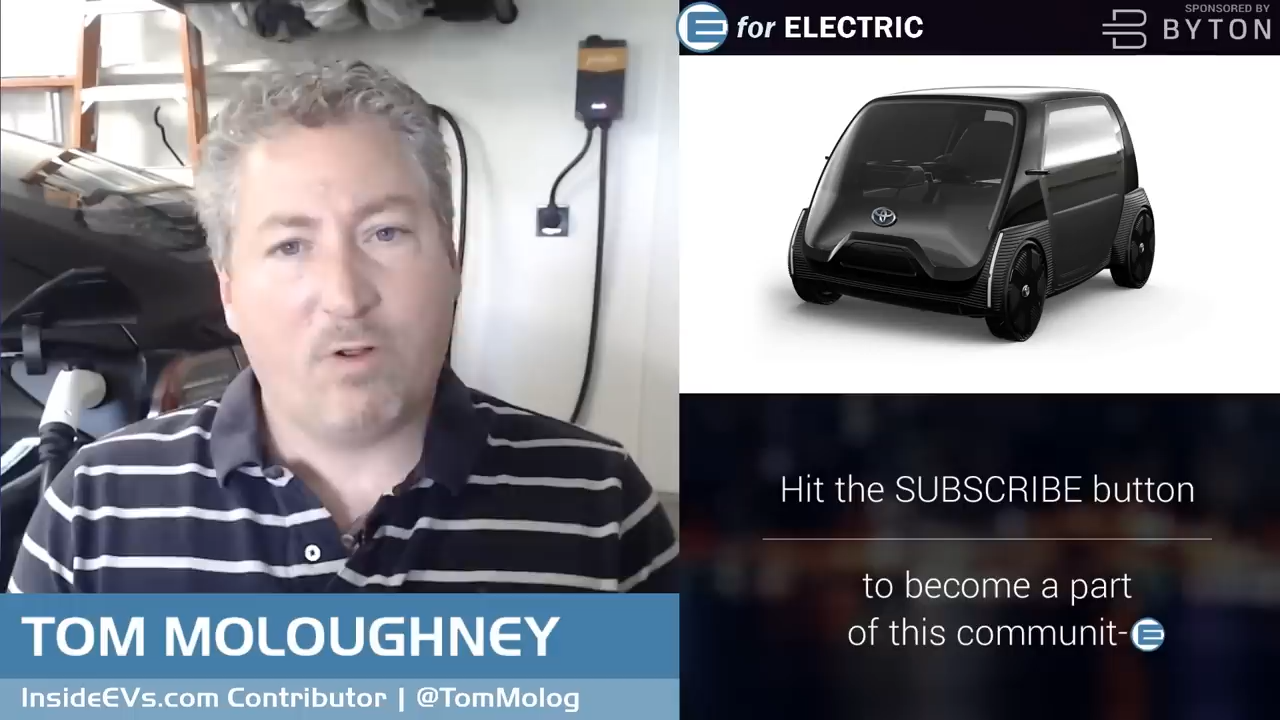 for ELECTRIC
SPONSORED BY
BYTON
Hit the SUBSCRIBE button
to become a part
of this communit-E
TOM MOLOUGHNEY
InsideEVs.com Contributor | @TomMolog